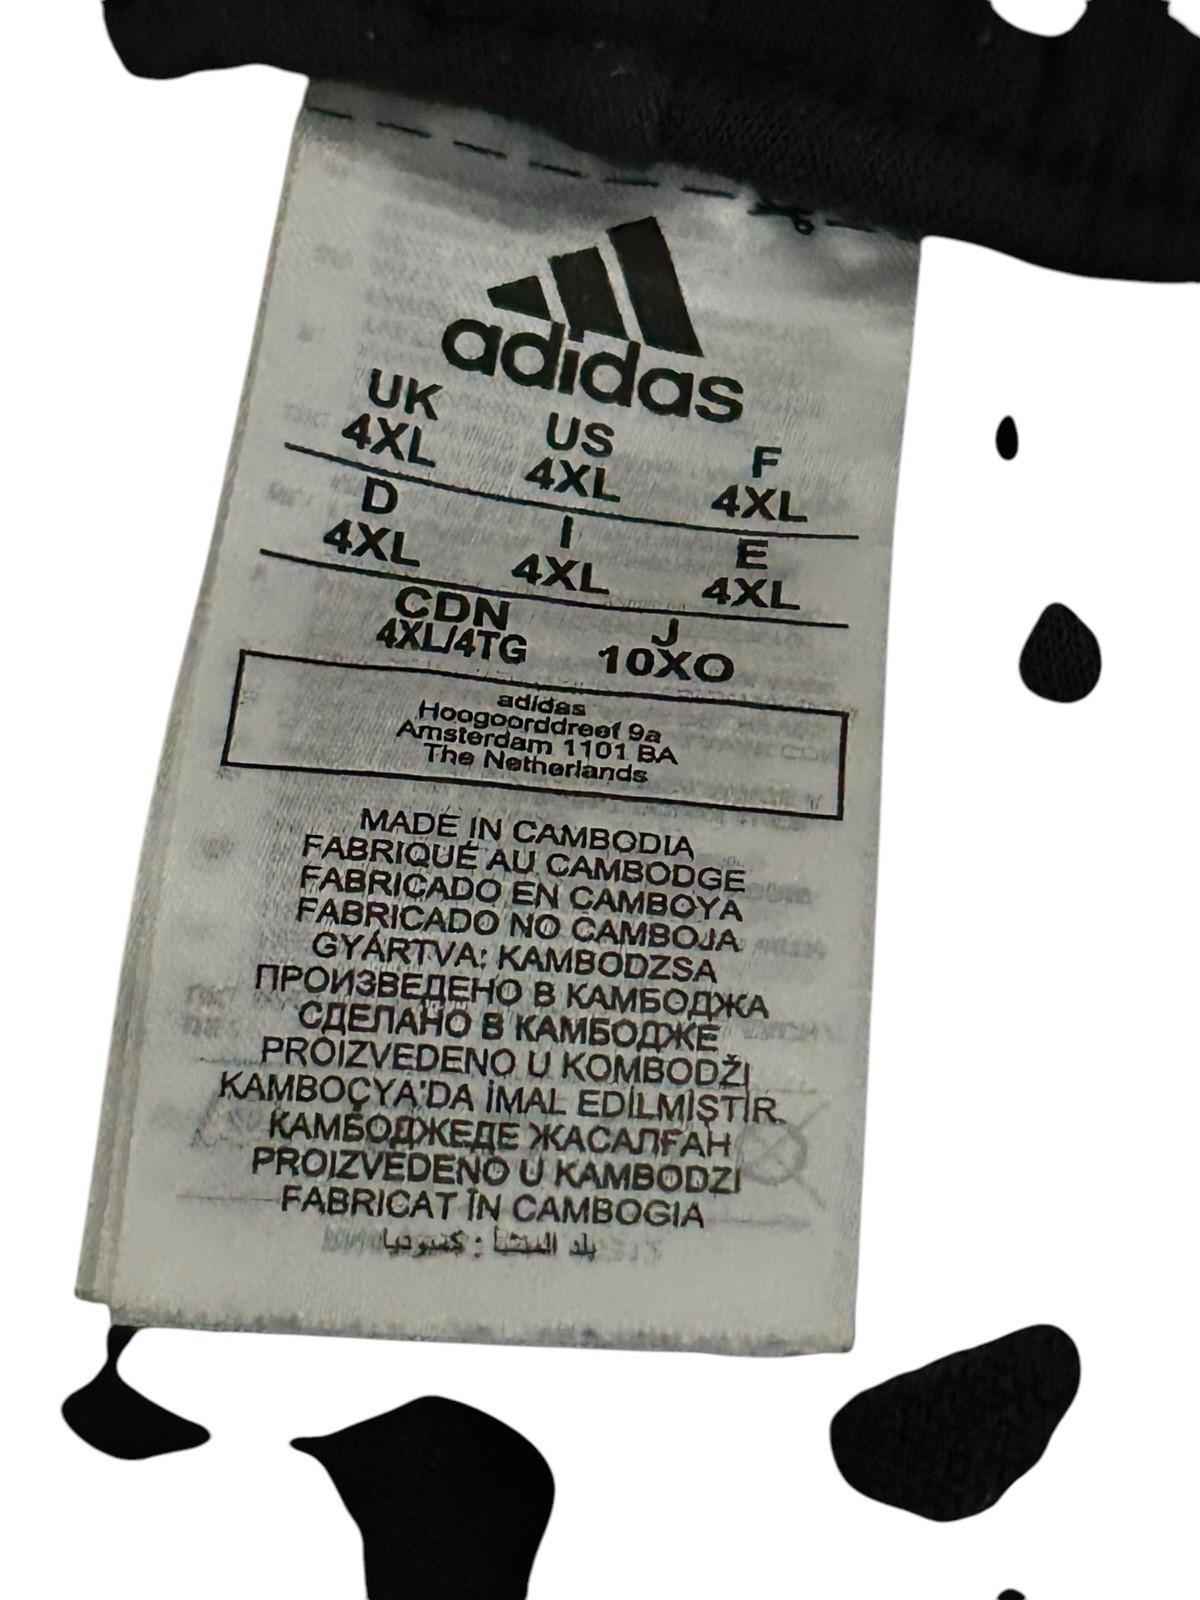 adidas
UK US F
4XL 4XL 4XL
D I E
4XL 4XL 4XL
CDN J
4XL/4TG 10XO
adidas
Hoogoorddreef 9a
Amsterdam 1101 BA
The Netherlands
MADE IN CAMBODIA
FABRIQUÉ AU CAMBODGE
FABRICADO EN CAMBOYA
FABRICADO NO CAMBOJA
GYÁRTVA: KAMBODZSA
ПРОИЗВЕДЕНО В КАМБОДЖА
СДЕЛАНО В КАМБОДЖЕ
PROIZVEDENO U KOMBODŽI
KAMBOÇYA'DA İMAL EDİLMİŞTİR.
КАМБОДЖЕДЕ ЖАСАЛҒАН
PROIZVEDENO U KAMBODZI
FABRICAT ÎN CAMBOGIA
بلد المنشأ : كمبوديا